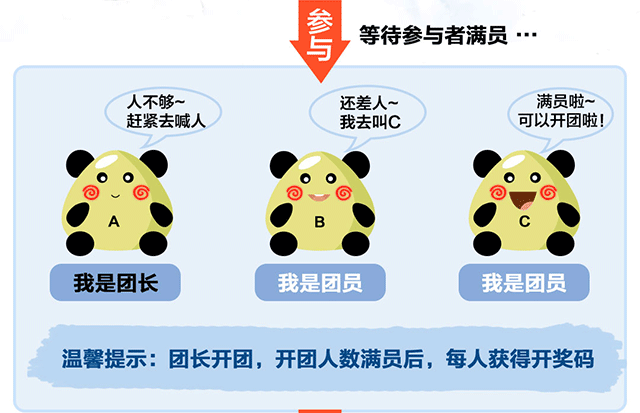 参与
等待参与者满员 …
人不够~
赶紧去喊人
还差人~
我去叫C
满员啦~
可以开团啦!
A
B
C
我是团长
我是团员
我是团员
温馨提示：团长开团，开团人数满员后，每人获得开奖码